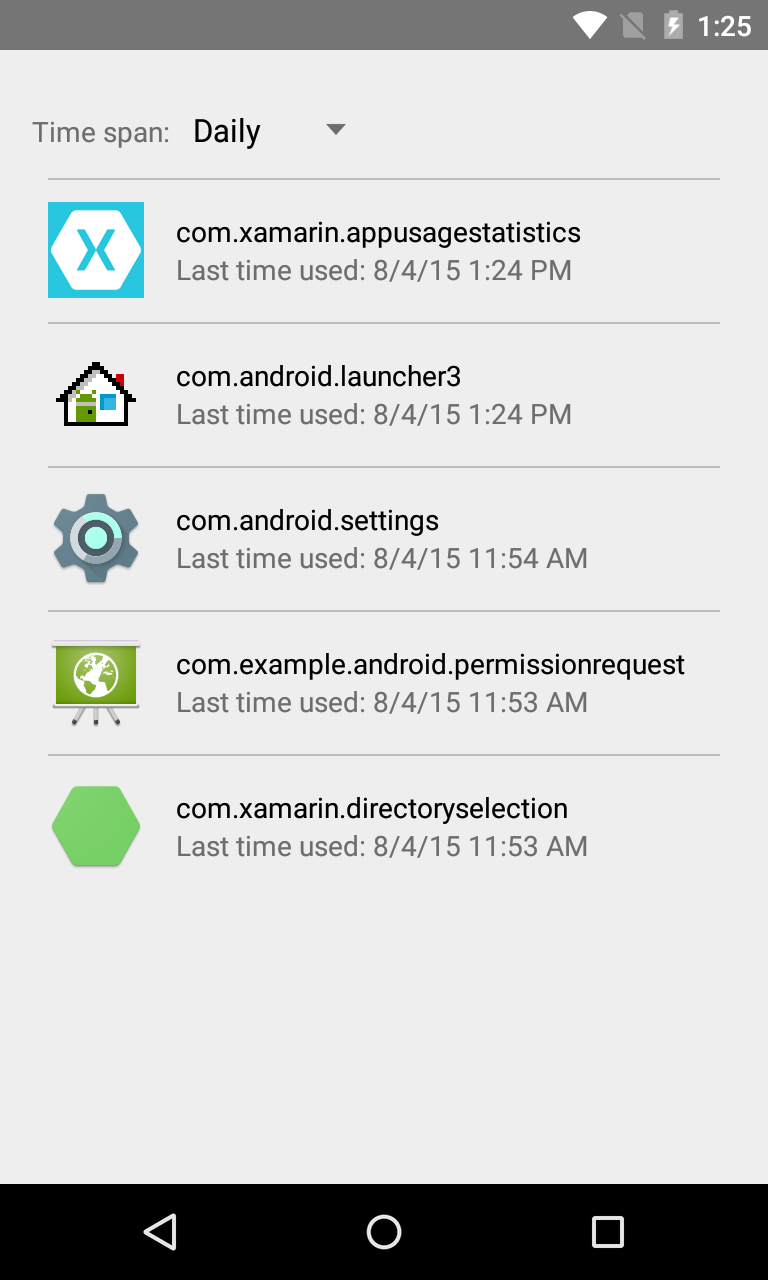 1:25
Time span: Daily
com.xamarin.appusagestatistics
Last time used: 8/4/15 1:24 PM
com.android.launcher3
Last time used: 8/4/15 1:24 PM
com.android.settings
Last time used: 8/4/15 11:54 AM
com.example.android.permissionrequest
Last time used: 8/4/15 11:53 AM
com.xamarin.directoryselection
Last time used: 8/4/15 11:53 AM